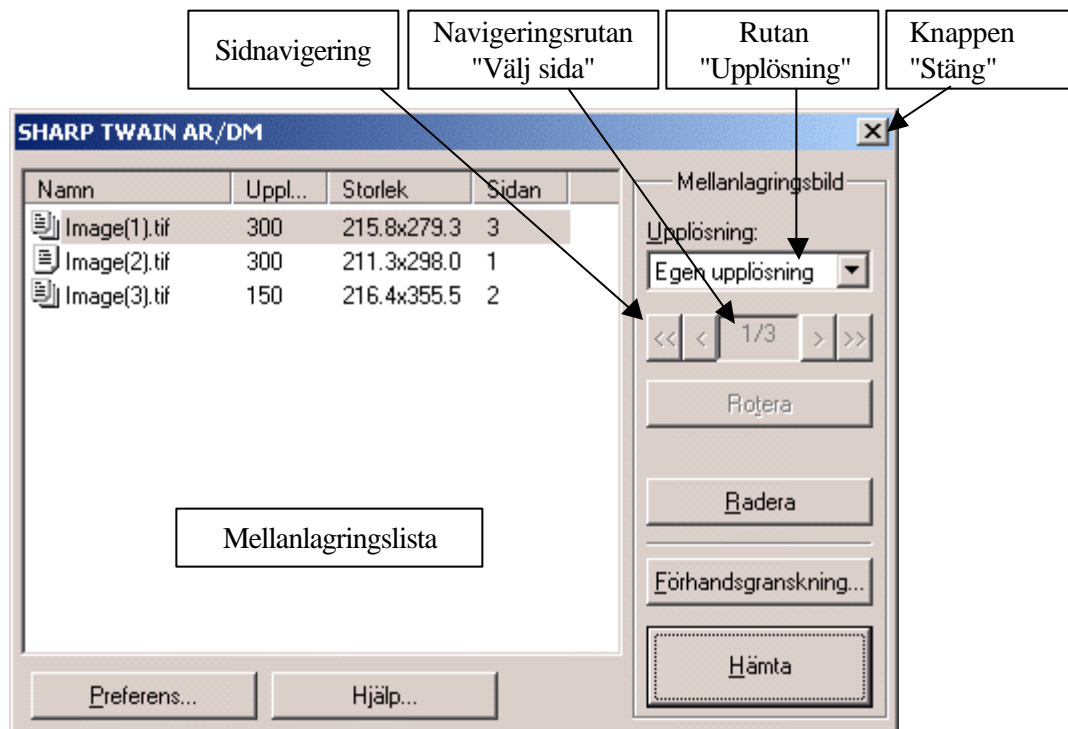 Sidnavigering
Navigeringsrutan
"Välj sida"
Rutan
"Upplösning"
Knappen
"Stäng"
SHARP TWAIN AR/DM
Namn Uppl... Storlek Sidan
Image(1).tif 300 215.8x279.3 3
Image(2).tif 300 211.3x298.0 1
Image(3).tif 150 216.4x355.5 2
Mellanlagringslista
Mellanlagringsbild
Upplösning:
Egen upplösning
<< < 1/3 > >>
Rotera
Radera
Förhandsgranskning...
Hämta
Preferens... Hjälp...